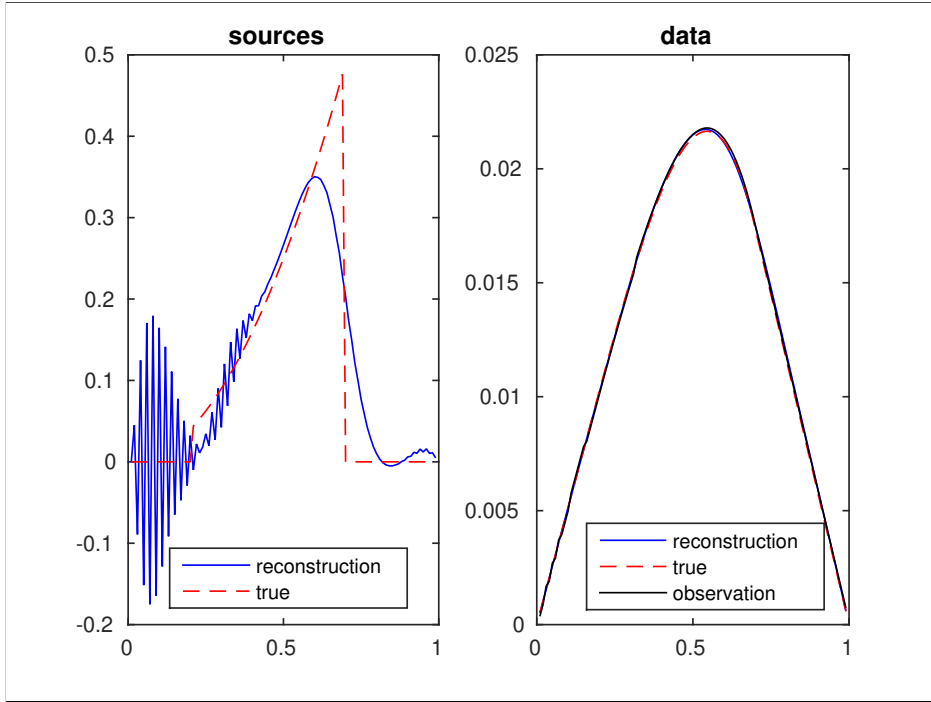 sources
0.5
0.4
0.3
0.2
0.1
0
-0.1
-0.2
0 0.5 1
reconstruction
true
data
0.025
0.02
0.015
0.01
0.005
0
0 0.5 1
reconstruction
true
observation